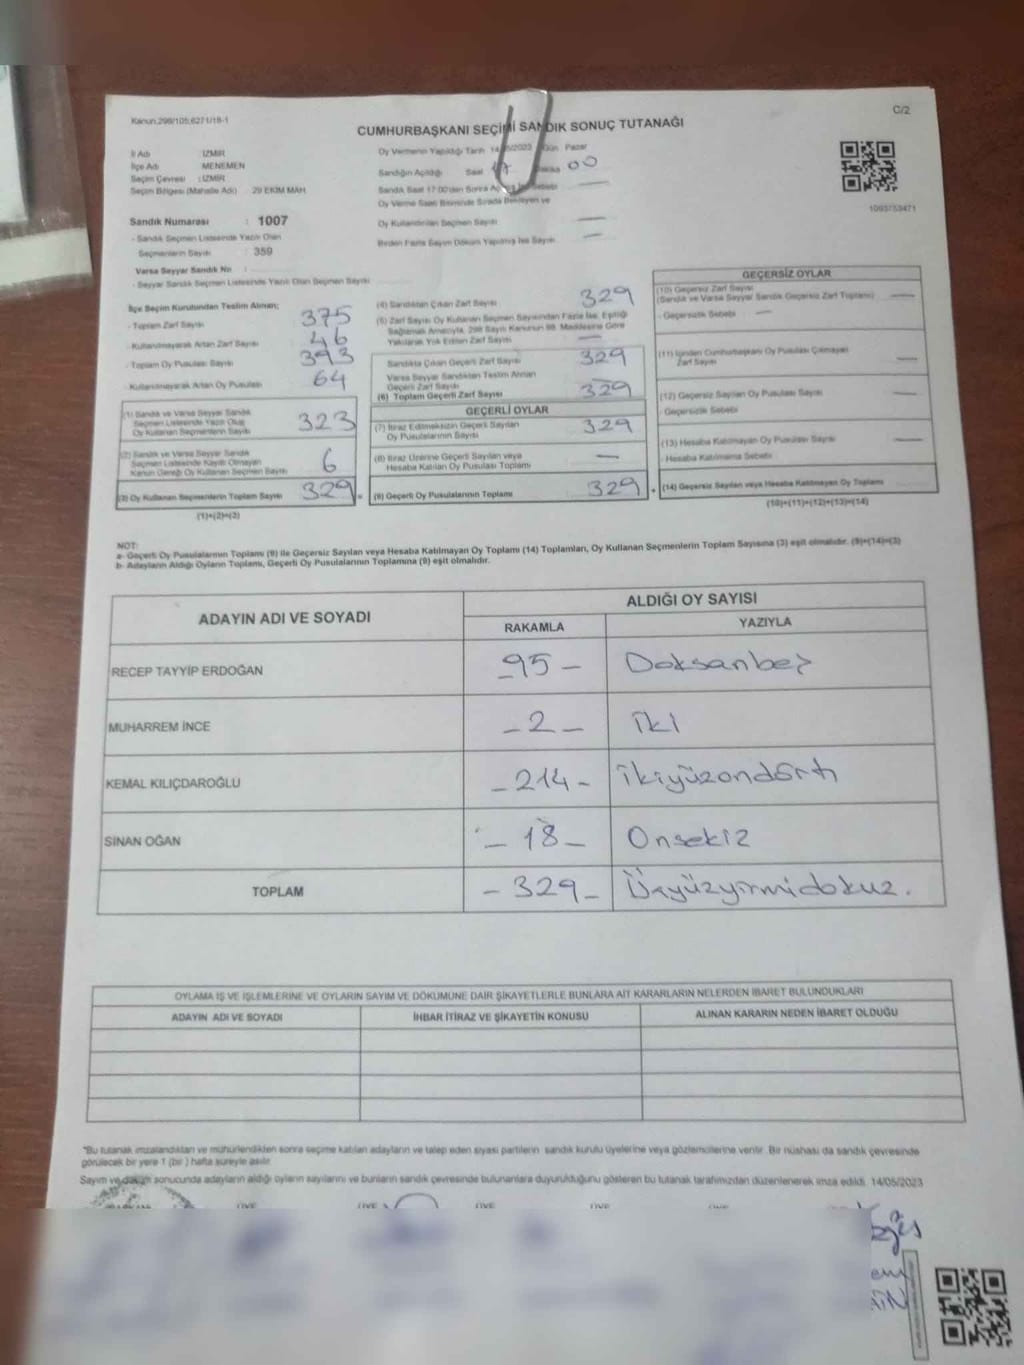 Kanun;298/105;6271/18-1
C/2
CUMHURBAŞKANI SEÇİMİ SANDIK SONUÇ TUTANAĞI
İl Adı : İZMİR
İlçe Adı : MENEMEN
Seçim Çevresi : İZMİR
Seçim Bölgesi (Mahalle Adı) : 29 EKİM MAH.
Sandık Numarası : 1007
- Sandık Seçmen Listesinde Yazılı Olan
Seçmenlerin Sayısı : 359
Varsa Seyyar Sandık No :
- Seyyar Sandık Seçmen Listesinde Yazılı Olan Seçmen Sayısı
Oy Vermenin Yapıldığı Tarih 14/5/2023 Gün Pazar
Sandığın Açıldığı Saat 17 Dakika 00
Sandık Saat 17:00'den Sonra Sebebi
Oy Verme Saati Bitiminde Sırada Bekleyen ve
Oy Kullandırılan Seçmen Sayısı
Birden Fazla Sayım Döküm Yapılmış İse Sayısı
1093753471
İlçe Seçim Kurulundan Teslim Alınan;
- Toplam Zarf Sayısı 375
- Kullanılmayarak Artan Zarf Sayısı 46
- Toplam Oy Pusulası Sayısı 393
- Kullanılmayarak Artan Oy Pusulası 64
(1) Sandık ve Varsa Seyyar Sandık
Seçmen Listesinde Yazılı Olup
Oy Kullanan Seçmenlerin Sayısı 323
(2) Sandık ve Varsa Seyyar Sandık
Seçmen Listesinde Kayıtlı Olmayan
Kanun Gereği Oy Kullanan Seçmen Sayısı 6
(3) Oy Kullanan Seçmenlerin Toplam Sayısı 329 =
(1)+(2)=(3)
(4) Sandıktan Çıkan Zarf Sayısı 329
(5) Zarf Sayısı Oy Kullanan Seçmen Sayısından Fazla İse, Eşitliği
Sağlamak Amacıyla, 298 Sayılı Kanunun 98. Maddesine Göre
Yakılarak Yok Edilen Zarf Sayısı —
Sandıkta Çıkan Geçerli Zarf Sayısı 329
Varsa Seyyar Sandıktan Teslim Alınan
Geçerli Zarf Sayısı
(6) Toplam Geçerli Zarf Sayısı 329
GEÇERLİ OYLAR
(7) İtiraz Edilmeksizin Geçerli Sayılan
Oy Pusulalarının Sayısı 329
(8) İtiraz Üzerine Geçerli Sayılan veya
Hesaba Katılan Oy Pusulası Toplamı —
(9) Geçerli Oy Pusulalarının Toplamı 329 +
GEÇERSİZ OYLAR
(10) Geçersiz Zarf Sayısı
(Sandık ve Varsa Seyyar Sandık Geçersiz Zarf Toplamı) —
- Geçersizlik Sebebi —
(11) İçinden Cumhurbaşkanı Oy Pusulası Çıkmayan
Zarf Sayısı —
(12) Geçersiz Sayılan Oy Pusulası Sayısı —
- Geçersizlik Sebebi
(13) Hesaba Katılmayan Oy Pusulası Sayısı —
- Hesaba Katılmama Sebebi
(14) Geçersiz Sayılan veya Hesaba Katılmayan Oy Toplamı
(10)+(11)+(12)+(13)=(14)
NOT:
a- Geçerli Oy Pusulalarının Toplamı (9) ile Geçersiz Sayılan veya Hesaba Katılmayan Oy Toplamı (14) Toplamları, Oy Kullanan Seçmenlerin Toplam Sayısına (3) eşit olmalıdır. (9)+(14)=(3)
b- Adayların Aldığı Oyların Toplamı, Geçerli Oy Pusulalarının Toplamına (9) eşit olmalıdır.
ADAYIN ADI VE SOYADI
ALDIĞI OY SAYISI
RAKAMLA YAZIYLA
RECEP TAYYİP ERDOĞAN – 95 – Doksanbeş
MUHARREM İNCE – 2 – iki
KEMAL KILIÇDAROĞLU – 214 – ikiyüzondört
SİNAN OĞAN – 18 – Onsekiz
TOPLAM – 329 – Üçyüzyirmidokuz.
OYLAMA İŞ VE İŞLEMLERİNE VE OYLARIN SAYIM VE DÖKÜMÜNE DAİR ŞİKAYETLERLE BUNLARA AİT KARARLARIN NELERDEN İBARET BULUNDUKLARI
ADAYIN ADI VE SOYADI İHBAR İTİRAZ VE ŞİKAYETİN KONUSU ALINAN KARARIN NEDEN İBARET OLDUĞU
*Bu tutanak imzalandıktan ve mühürlendikten sonra seçime katılan adayların ve talep eden siyasi partilerin sandık kurulu üyelerine veya gözlemcilerine verilir. Bir nüshası da sandık çevresinde
görülecek bir yere 1 (bir) hafta süreyle asılır.
Sayım ve döküm sonucunda adayların aldığı oyların sayılarını ve bunların sandık çevresinde bulunanlara duyurulduğunu gösteren bu tutanak tarafımızdan düzenlenerek imza edildi. 14/05/2023
ÜYE ÜYE ÜYE ÜYE